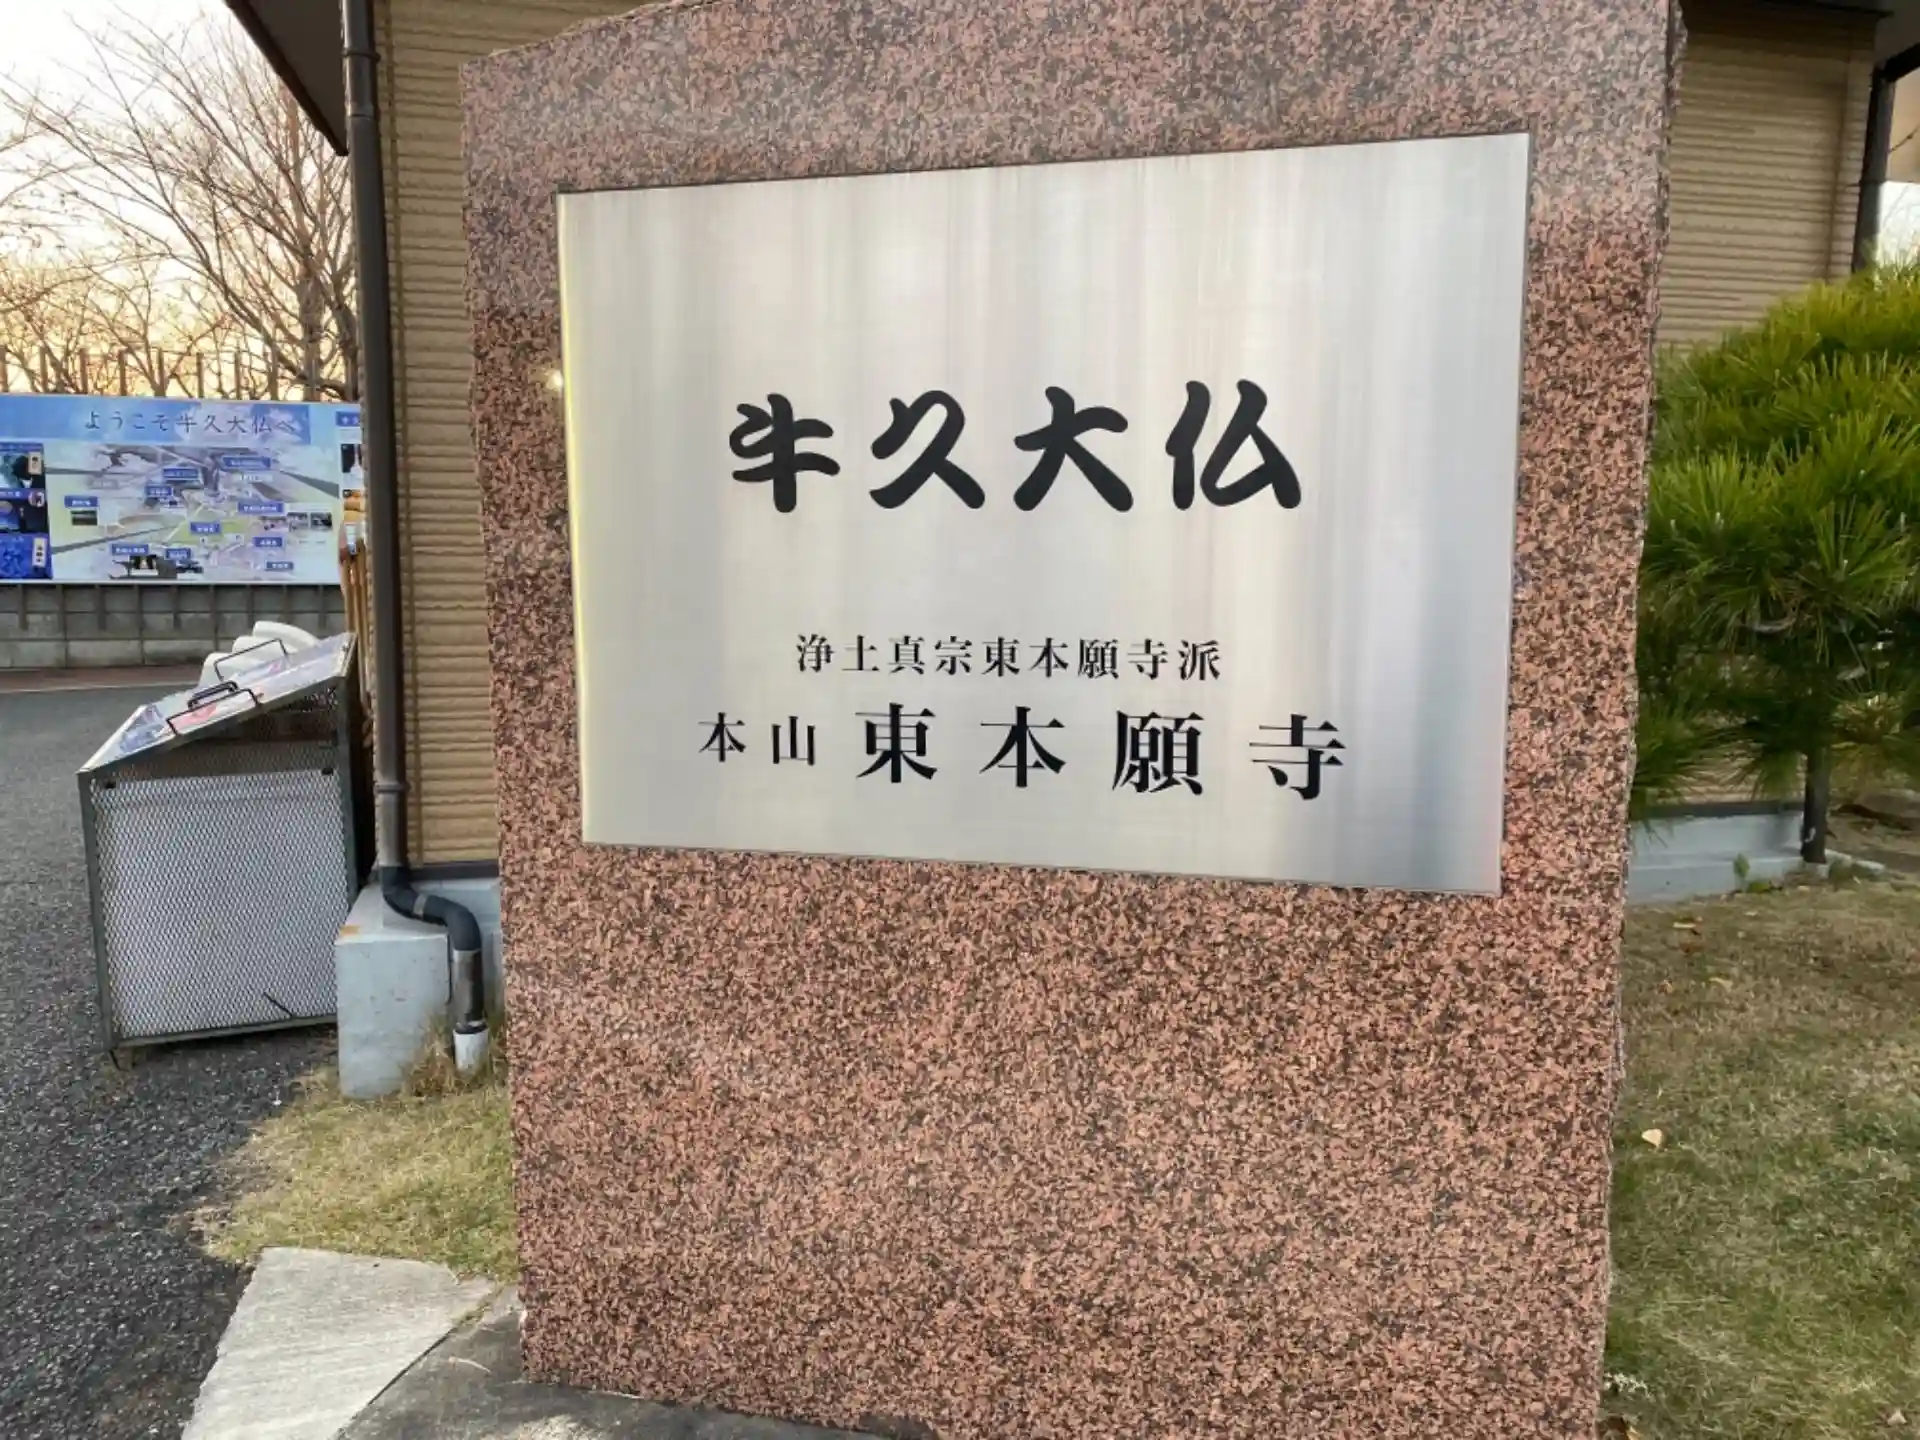 牛久大仏
浄土真宗東本願寺派
本山 東本願寺
ようこそ牛久大仏へ